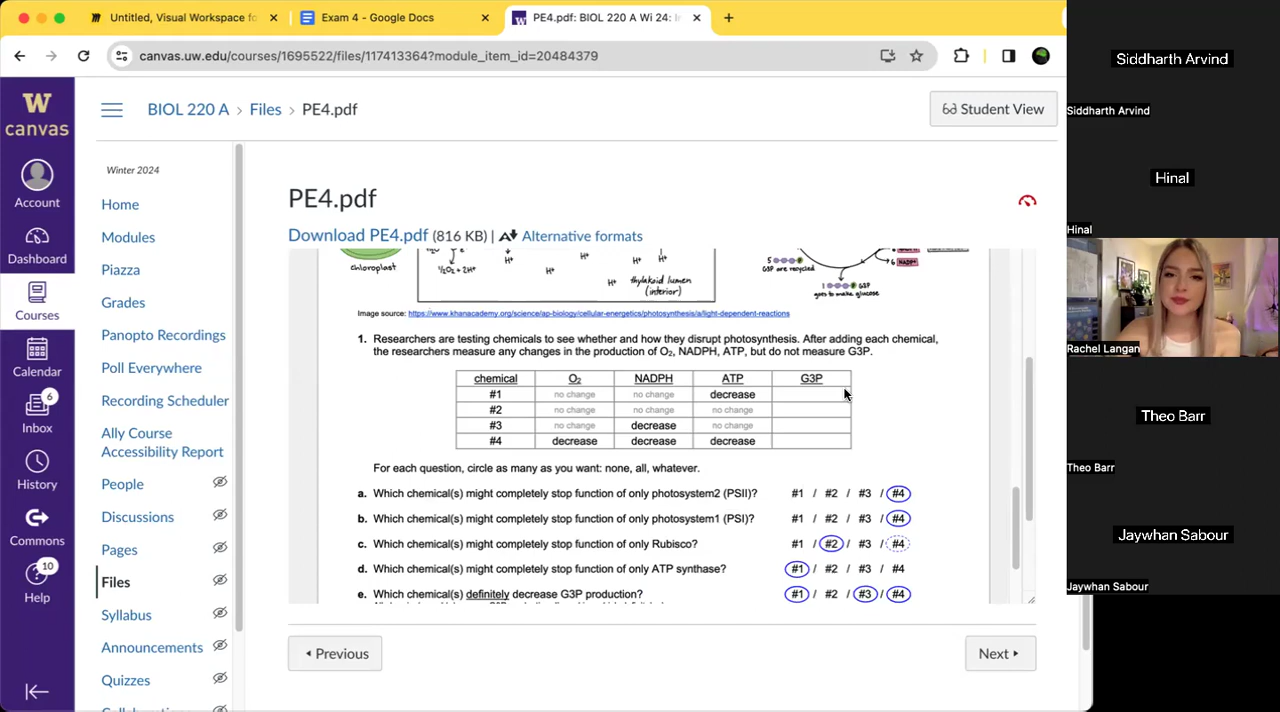 Untitled, Visual Workspace fo
Exam 4 - Google Docs
PE4.pdf: BIOL 220 A Wi 24: In
canvas.uw.edu/courses/1695522/files/117413364?module_item_id=20484379
W
canvas
Account
Dashboard
Courses
Calendar
6
Inbox
History
Commons
10
Help
BIOL 220 A › Files › PE4.pdf
Student View
Winter 2024
Home
Modules
Piazza
Grades
Panopto Recordings
Poll Everywhere
Recording Scheduler
Ally Course
Accessibility Report
People
Discussions
Pages
Files
Syllabus
Announcements
Quizzes
PE4.pdf
Download PE4.pdf (816 KB) | Alternative formats
chloroplast
½O₂ + 2H⁺
H⁺
H⁺
H⁺
H⁺
H⁺
H⁺
H⁺
thylakoid lumen
(interior)
5
G3P are recycled
6 NADP⁺
1 G3P
goes to make glucose
Image source: https://www.khanacademy.org/science/ap-biology/cellular-energetics/photosynthesis/a/light-dependent-reactions
1. Researchers are testing chemicals to see whether and how they disrupt photosynthesis. After adding each chemical,
the researchers measure any changes in the production of O₂, NADPH, ATP, but do not measure G3P.
chemical O₂ NADPH ATP G3P
#1 no change no change decrease
#2 no change no change no change
#3 no change decrease no change
#4 decrease decrease decrease
For each question, circle as many as you want: none, all, whatever.
a. Which chemical(s) might completely stop function of only photosystem2 (PSII)? #1 / #2 / #3 / #4
b. Which chemical(s) might completely stop function of only photosystem1 (PSI)? #1 / #2 / #3 / #4
c. Which chemical(s) might completely stop function of only Rubisco? #1 / #2 / #3 / #4
d. Which chemical(s) might completely stop function of only ATP synthase? #1 / #2 / #3 / #4
e. Which chemical(s) definitely decrease G3P production? #1 / #2 / #3 / #4
Previous
Next
Siddharth Arvind
Siddharth Arvind
Hinal
Hinal
Rachel Langan
Theo Barr
Theo Barr
Jaywhan Sabour
Jaywhan Sabour